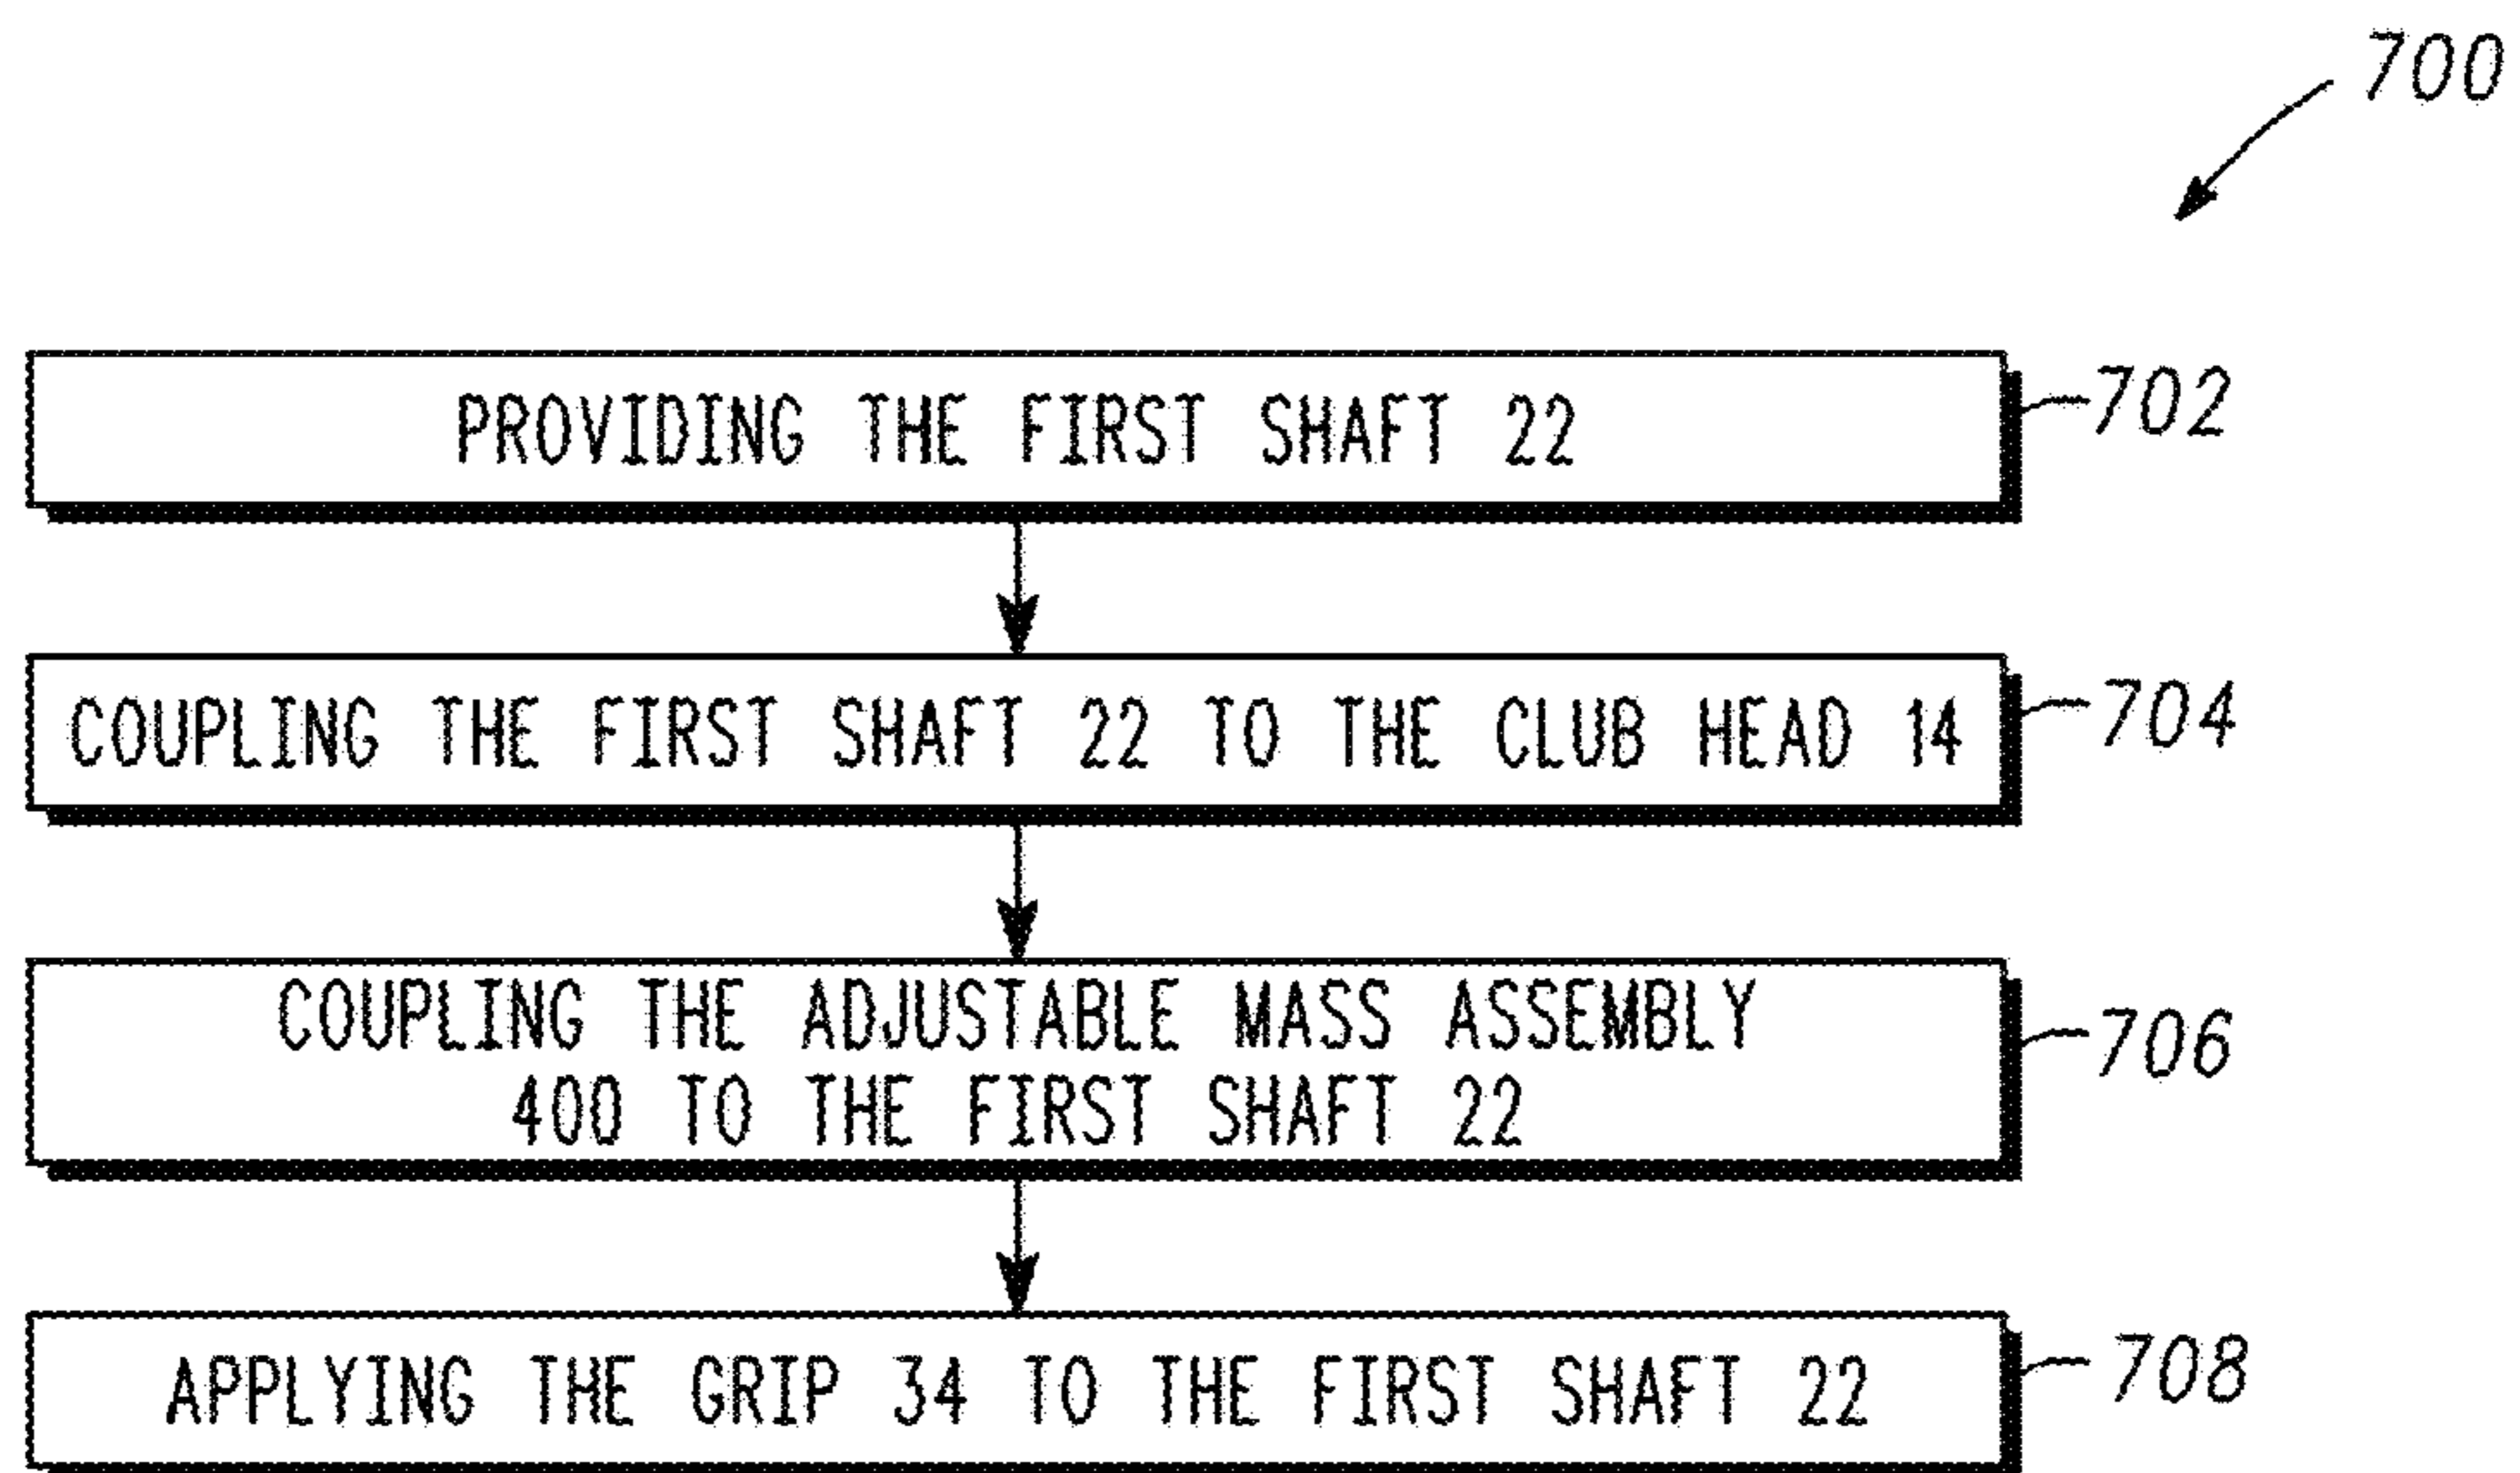 700
PROVIDING THE FIRST SHAFT 22
702
COUPLING THE FIRST SHAFT 22 TO THE CLUB HEAD 14
704
COUPLING THE ADJUSTABLE MASS ASSEMBLY
400 TO THE FIRST SHAFT 22
706
APPLYING THE GRIP 34 TO THE FIRST SHAFT 22
708